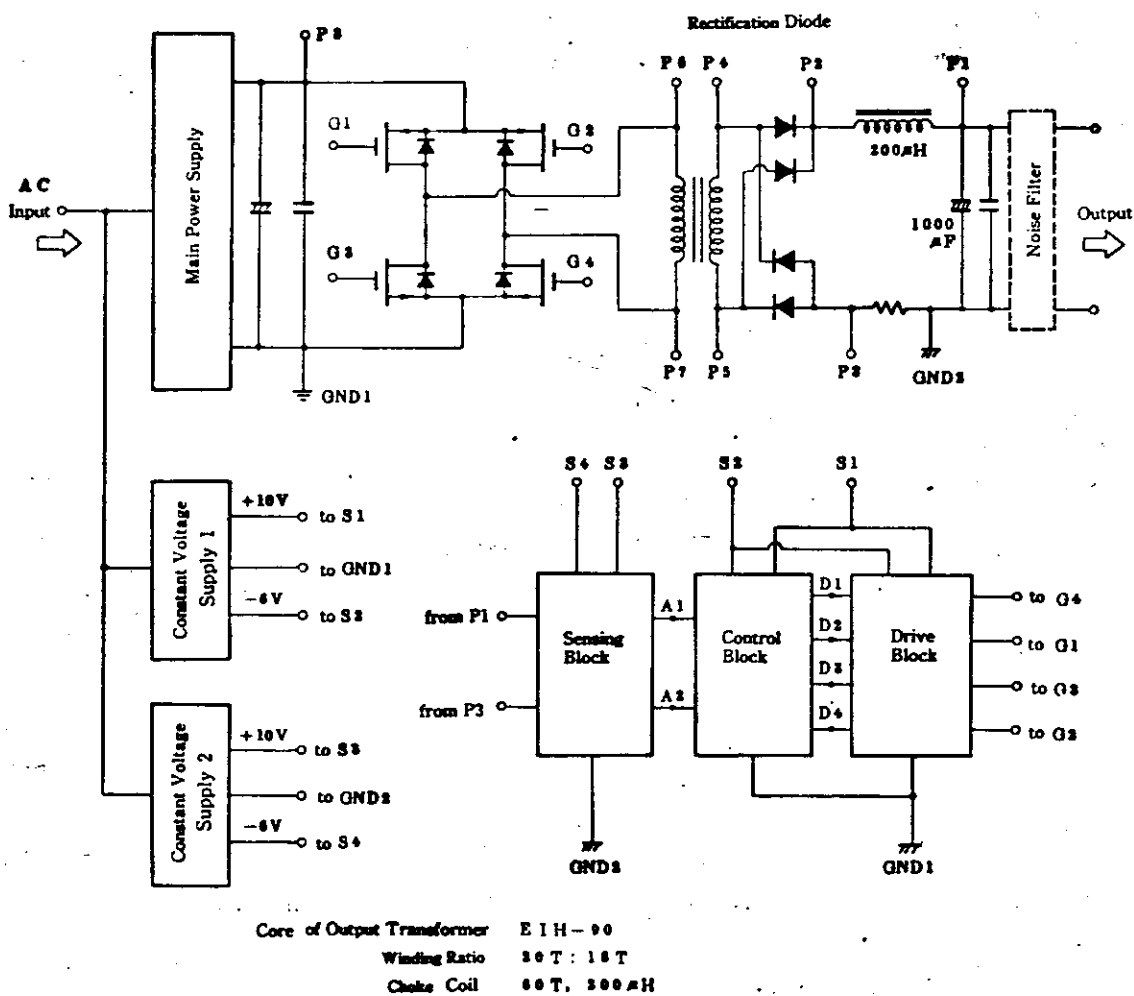 Rectification Diode
P8
P6 P4 P2 P1
G1
G2
200μH
AC
Input
Main Power Supply
1000
μF
Noise Filter
Output
G3
G4
GND1
P7 P5 P3
GND2
S4 S3 S2 S1
Constant Voltage
Supply 1
+10V
to S1
to GND1
-6V
to S2
from P1
from P3
Sensing
Block
A1
A2
Control
Block
D1
D2
D3
D4
Drive
Block
to G4
to G1
to G3
to G2
Constant Voltage
Supply 2
+10V
to S3
to GND2
-6V
to S4
GND2
GND1
Core of Output Transformer EIH-90
Winding Ratio
Choke Coil